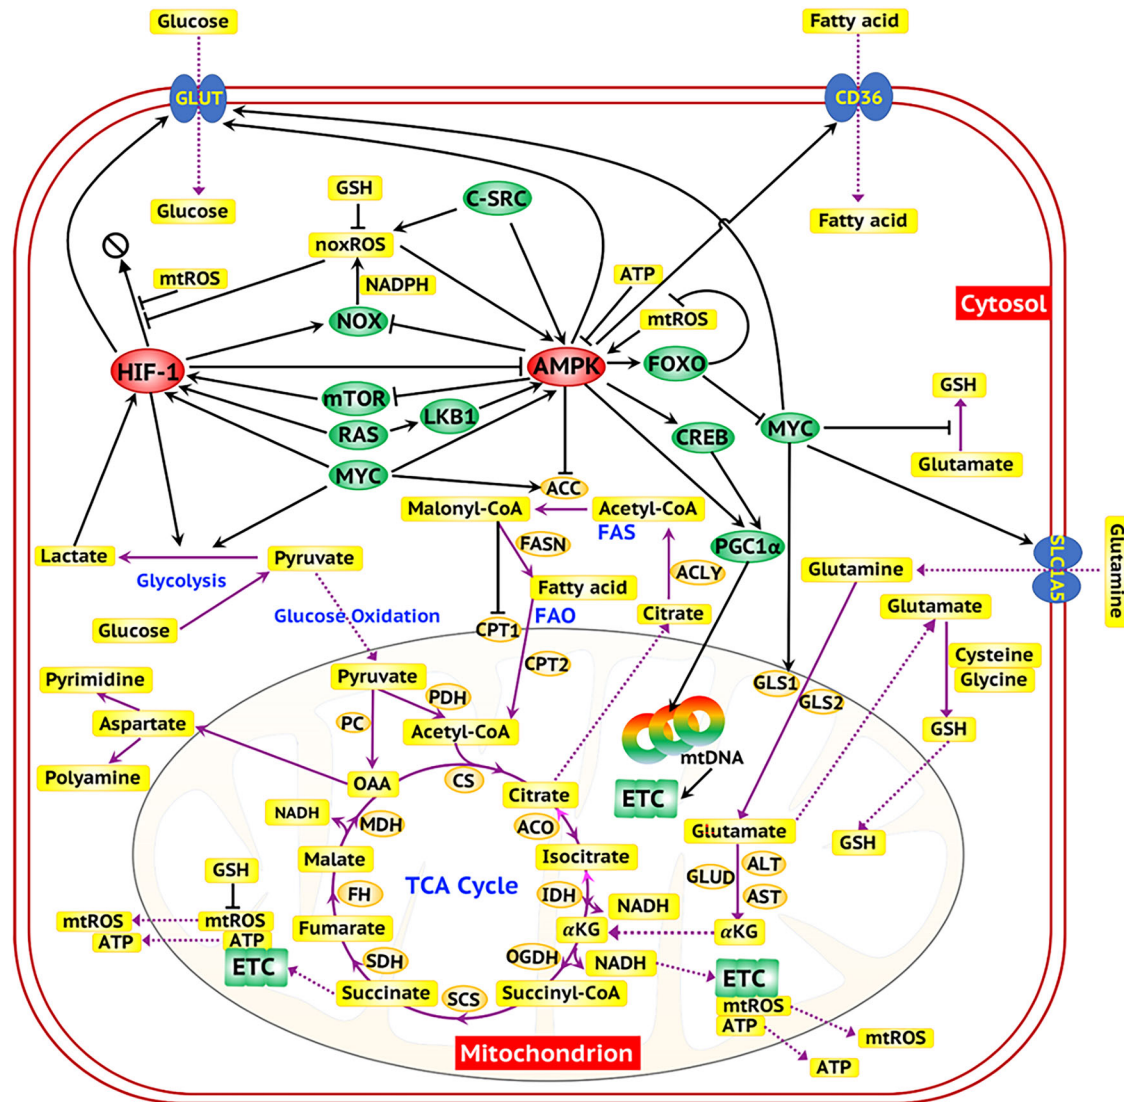 Glucose
Fatty acid
GLUT
CD36
Glucose
Fatty acid
GSH
C-SRC
noxROS
mtROS
NADPH
ATP
mtROS
Cytosol
NOX
HIF-1
AMPK
FOXO
mTOR
LKB1
RAS
MYC
CREB
MYC
GSH
Glutamate
ACC
Malonyl-CoA
Acetyl-CoA
FAS
FASN
PGC1α
Lactate
Pyruvate
Glycolysis
Fatty acid
FAO
ACLY
Citrate
Glutamine
SLC1A5
Glutamine
Glucose
Glucose Oxidation
CPT1
CPT2
Glutamate
Cysteine
Glycine
GSH
Pyrimidine
Aspartate
Polyamine
Pyruvate
PDH
PC
Acetyl-CoA
GLS1
GLS2
mtDNA
ETC
OAA
CS
Citrate
NADH
MDH
ACO
Glutamate
GSH
Malate
Isocitrate
GLUD
ALT
AST
TCA Cycle
FH
IDH
NADH
GSH
mtROS
mtROS
ATP
ATP
ETC
Fumarate
αKG
αKG
SDH
OGDH
NADH
ETC
mtROS
ATP
mtROS
ATP
Succinate
SCS
Succinyl-CoA
Mitochondrion